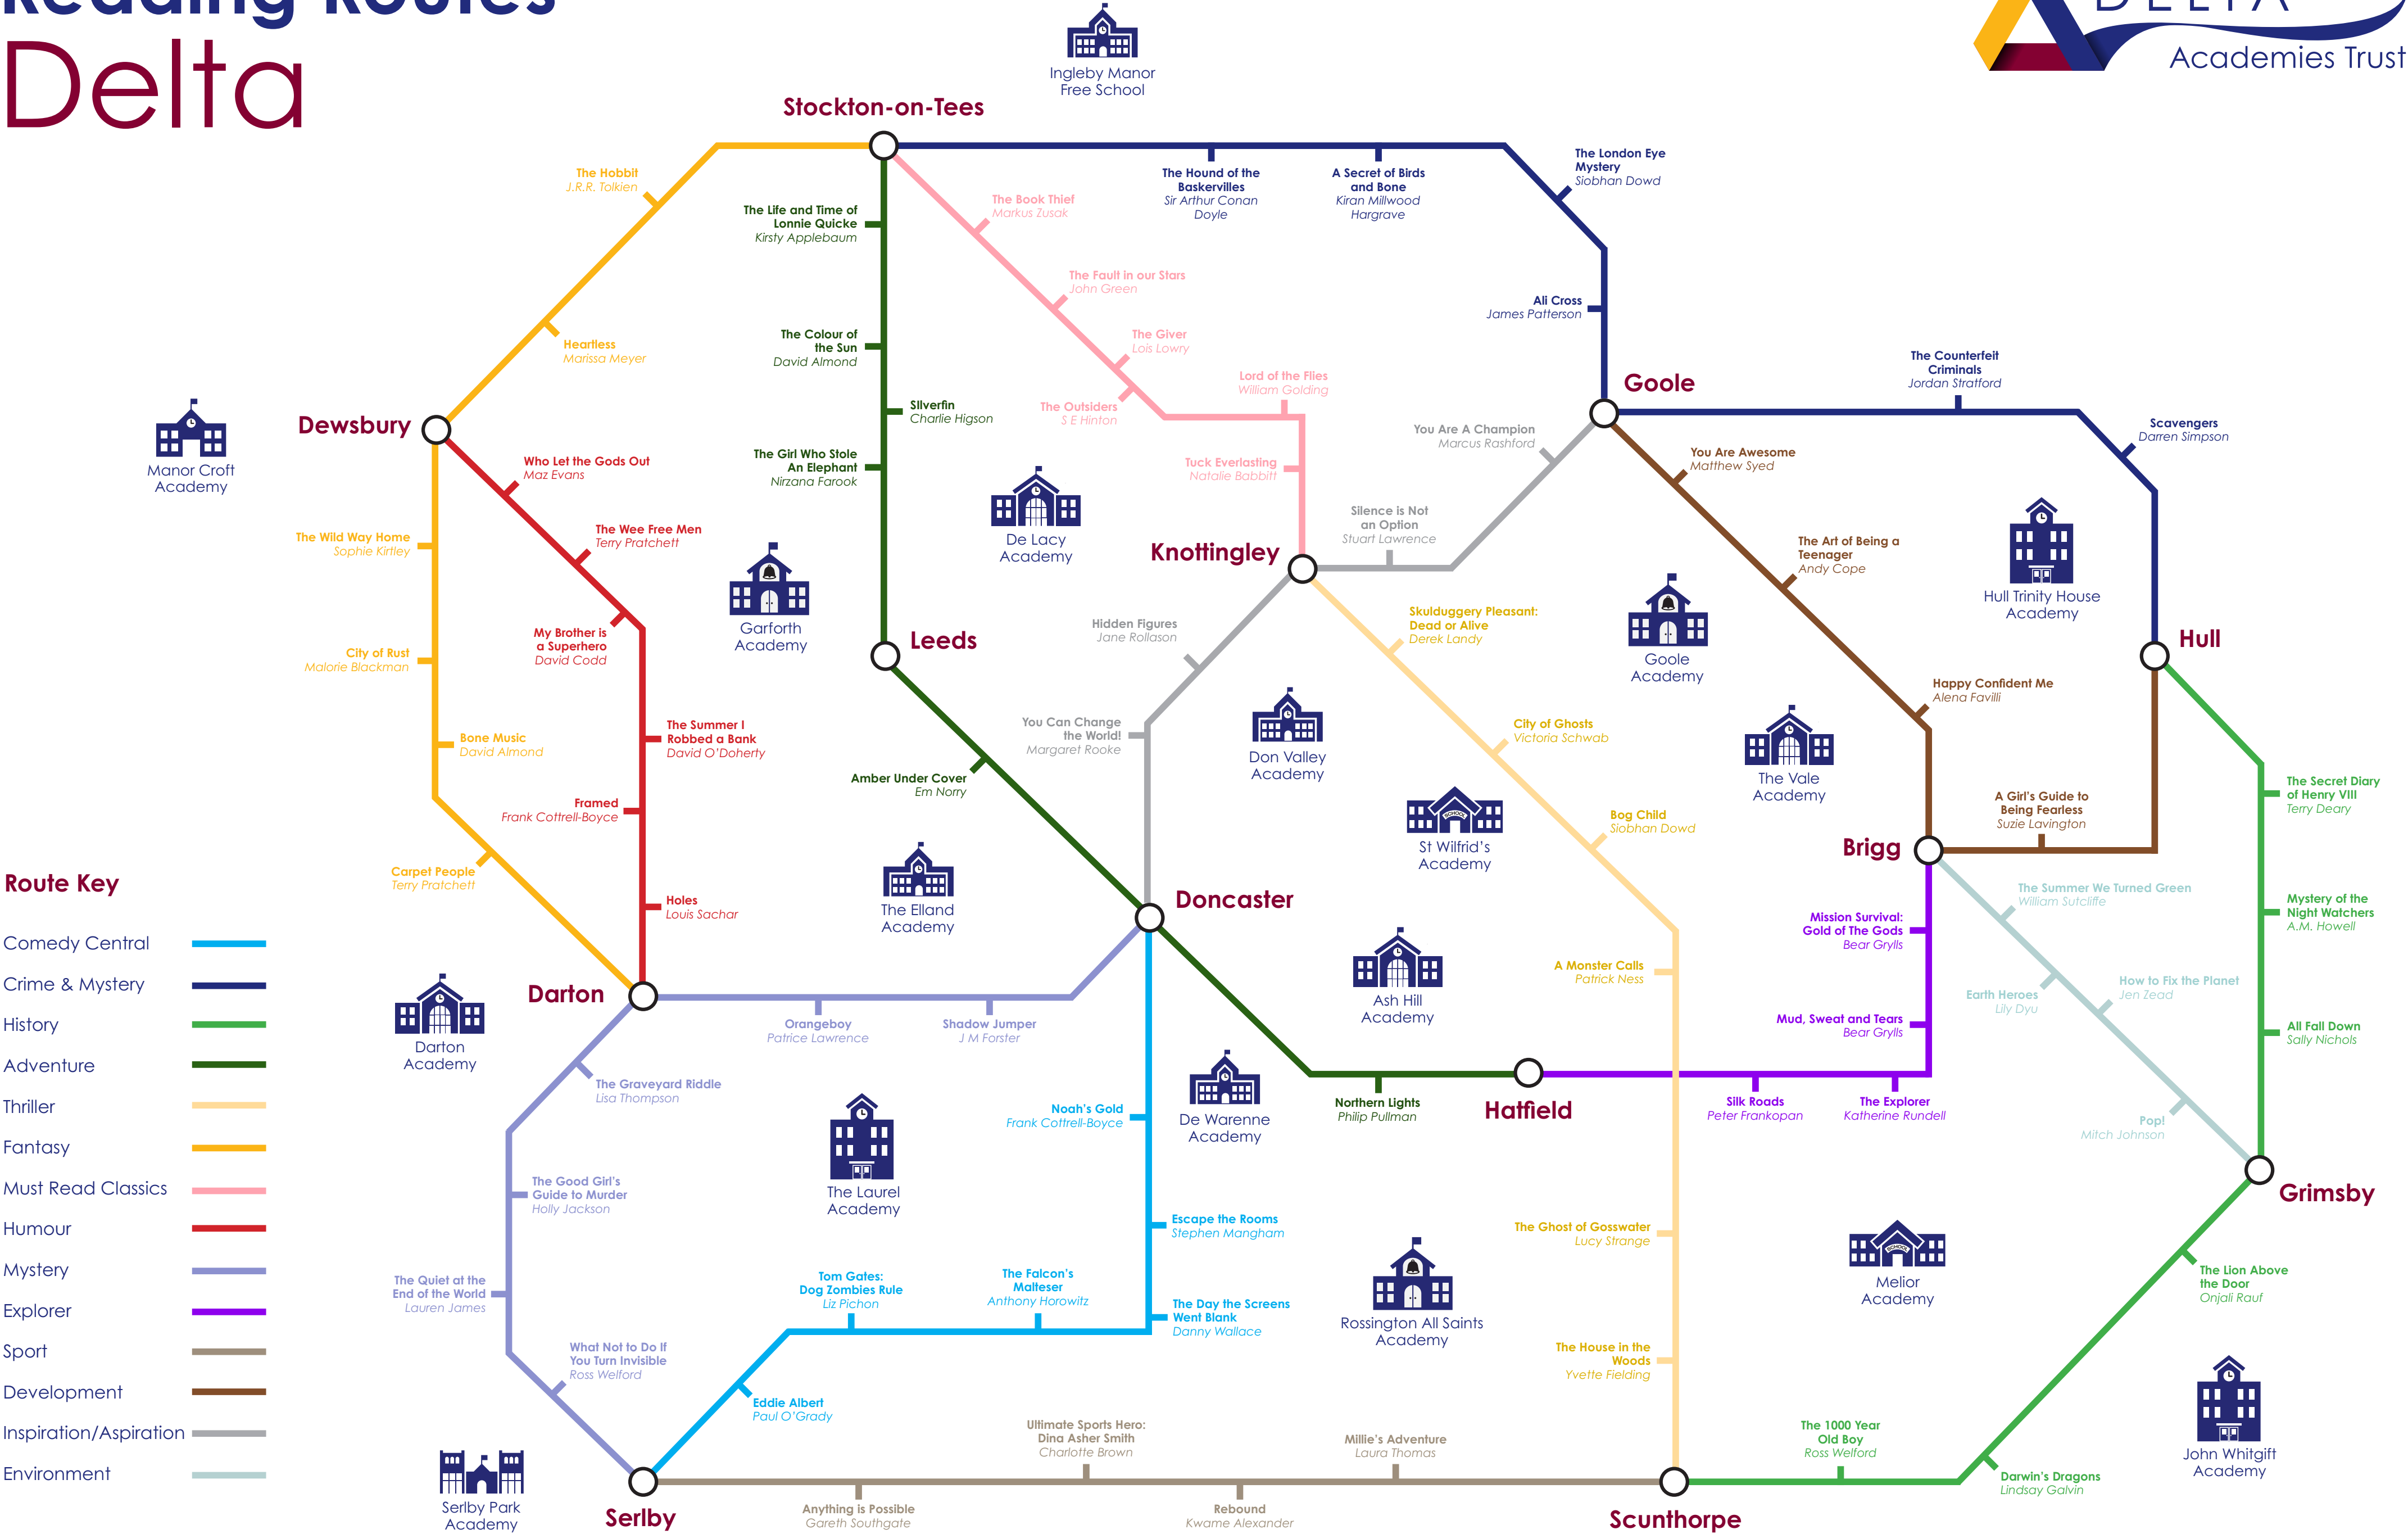 Reading Routes
Delta
DELTA
Academies Trust
Ingleby Manor
Free School
Stockton-on-Tees
The Hobbit
J.R.R. Tolkien
Heartless
Marissa Meyer
The Life and Time of
Lonnie Quicke
Kirsty Applebaum
The Colour of
the Sun
David Almond
SIlverfin
Charlie Higson
The Girl Who Stole
An Elephant
Nirzana Farook
The Book Thief
Markus Zusak
The Fault in our Stars
John Green
The Giver
Lois Lowry
The Outsiders
S E Hinton
Lord of the Flies
William Golding
Tuck Everlasting
Natalie Babbitt
The Hound of the
Baskervilles
Sir Arthur Conan
Doyle
A Secret of Birds
and Bone
Kiran Millwood
Hargrave
The London Eye
Mystery
Siobhan Dowd
Ali Cross
James Patterson
Goole
The Counterfeit
Criminals
Jordan Stratford
Scavengers
Darren Simpson
Dewsbury
Manor Croft
Academy
Who Let the Gods Out
Maz Evans
The Wee Free Men
Terry Pratchett
My Brother is
a Superhero
David Codd
The Summer I
Robbed a Bank
David O'Doherty
Framed
Frank Cottrell-Boyce
Holes
Louis Sachar
The Wild Way Home
Sophie Kirtley
City of Rust
Malorie Blackman
Bone Music
David Almond
Carpet People
Terry Pratchett
Garforth
Academy
De Lacy
Academy
Knottingley
You Are A Champion
Marcus Rashford
Silence is Not
an Option
Stuart Lawrence
Hidden Figures
Jane Rollason
You Can Change
the World!
Margaret Rooke
Leeds
Amber Under Cover
Em Norry
The Elland
Academy
Skulduggery Pleasant:
Dead or Alive
Derek Landy
City of Ghosts
Victoria Schwab
Bog Child
Siobhan Dowd
A Monster Calls
Patrick Ness
The Ghost of Gosswater
Lucy Strange
The House in the
Woods
Yvette Fielding
Don Valley
Academy
St Wilfrid's
Academy
Goole
Academy
The Vale
Academy
You Are Awesome
Matthew Syed
The Art of Being a
Teenager
Andy Cope
Happy Confident Me
Alena Favilli
A Girl's Guide to
Being Fearless
Suzie Lavington
Hull Trinity House
Academy
Hull
Brigg
The Secret Diary
of Henry VIII
Terry Deary
Mystery of the
Night Watchers
A.M. Howell
All Fall Down
Sally Nichols
The Summer We Turned Green
William Sutcliffe
Earth Heroes
Lily Dyu
How to Fix the Planet
Jen Zead
Pop!
Mitch Johnson
Mission Survival:
Gold of The Gods
Bear Grylls
Mud, Sweat and Tears
Bear Grylls
Silk Roads
Peter Frankopan
The Explorer
Katherine Rundell
Hatfield
Northern Lights
Philip Pullman
Ash Hill
Academy
Doncaster
Darton
Darton
Academy
Orangeboy
Patrice Lawrence
Shadow Jumper
J M Forster
The Graveyard Riddle
Lisa Thompson
The Good Girl's
Guide to Murder
Holly Jackson
The Quiet at the
End of the World
Lauren James
What Not to Do If
You Turn Invisible
Ross Welford
The Laurel
Academy
Noah's Gold
Frank Cottrell-Boyce
De Warenne
Academy
Escape the Rooms
Stephen Mangham
The Day the Screens
Went Blank
Danny Wallace
The Falcon's
Malteser
Anthony Horowitz
Tom Gates:
Dog Zombies Rule
Liz Pichon
Eddie Albert
Paul O'Grady
Rossington All Saints
Academy
Melior
Academy
Grimsby
The Lion Above
the Door
Onjali Rauf
Darwin's Dragons
Lindsay Galvin
The 1000 Year
Old Boy
Ross Welford
John Whitgift
Academy
Scunthorpe
Ultimate Sports Hero:
Dina Asher Smith
Charlotte Brown
Millie's Adventure
Laura Thomas
Anything is Possible
Gareth Southgate
Rebound
Kwame Alexander
Serlby
Serlby Park
Academy
Route Key
Comedy Central
Crime & Mystery
History
Adventure
Thriller
Fantasy
Must Read Classics
Humour
Mystery
Explorer
Sport
Development
Inspiration/Aspiration
Environment
SCHOOL
SCHOOL